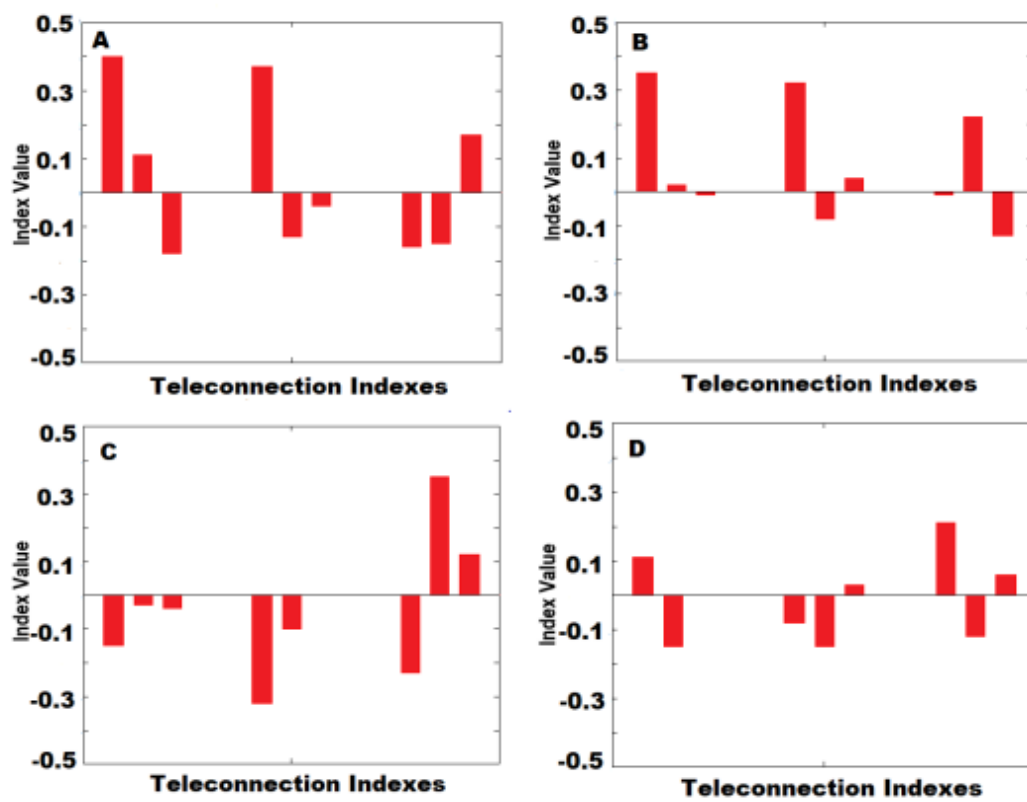 A
0.5
0.3
0.1
-0.1
-0.3
-0.5
Index Value
Teleconnection Indexes
B
0.5
0.3
0.1
-0.1
-0.3
-0.5
Index Value
Teleconnection Indexes
C
0.5
0.3
0.1
-0.1
-0.3
-0.5
Index Value
Teleconnection Indexes
D
0.5
0.3
0.1
-0.1
-0.3
-0.5
Index Value
Teleconnection Indexes